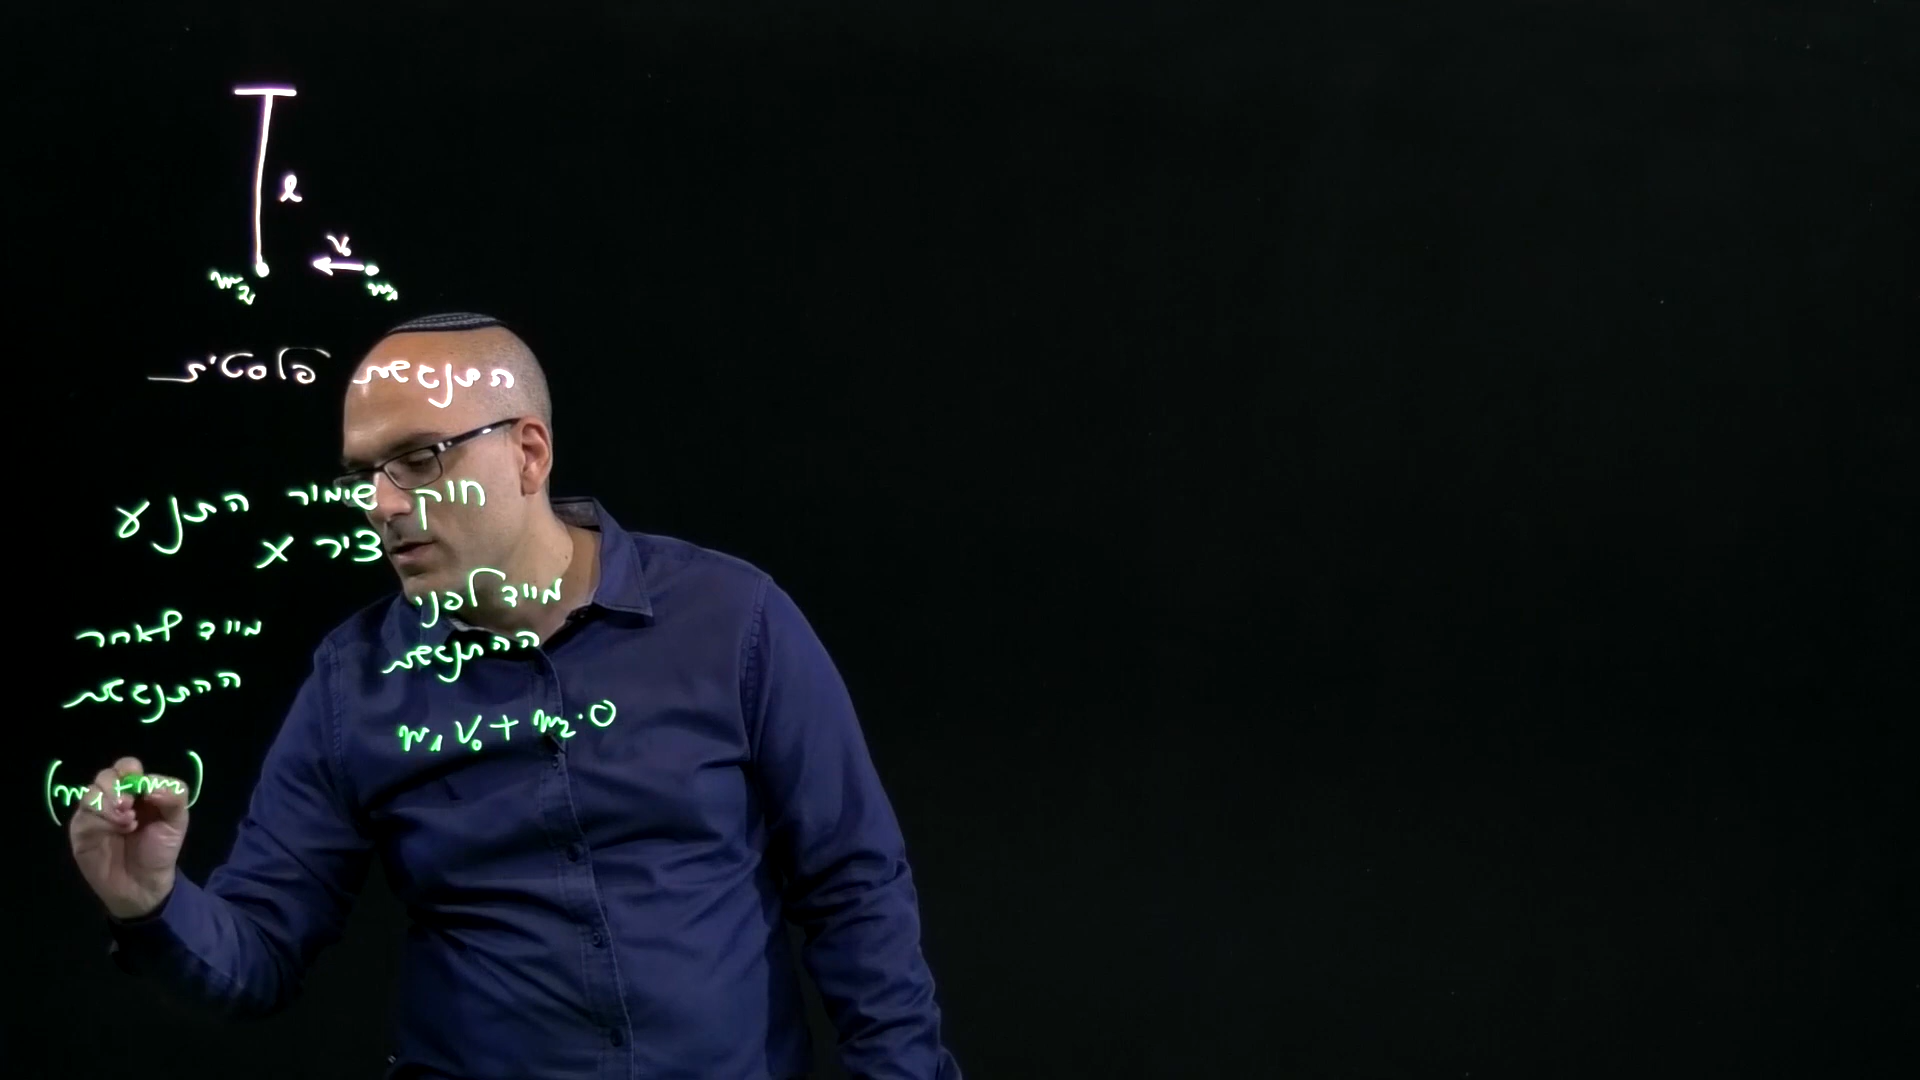 l
v₀
m₂ m₁
התנגשות פלסטית
חוק שימור התנע
ציר x
מייד לפני
ההתנגשות
מייד לאחר
ההתנגשות
m₁v₀ + m₂·0
(m₁+m₂)